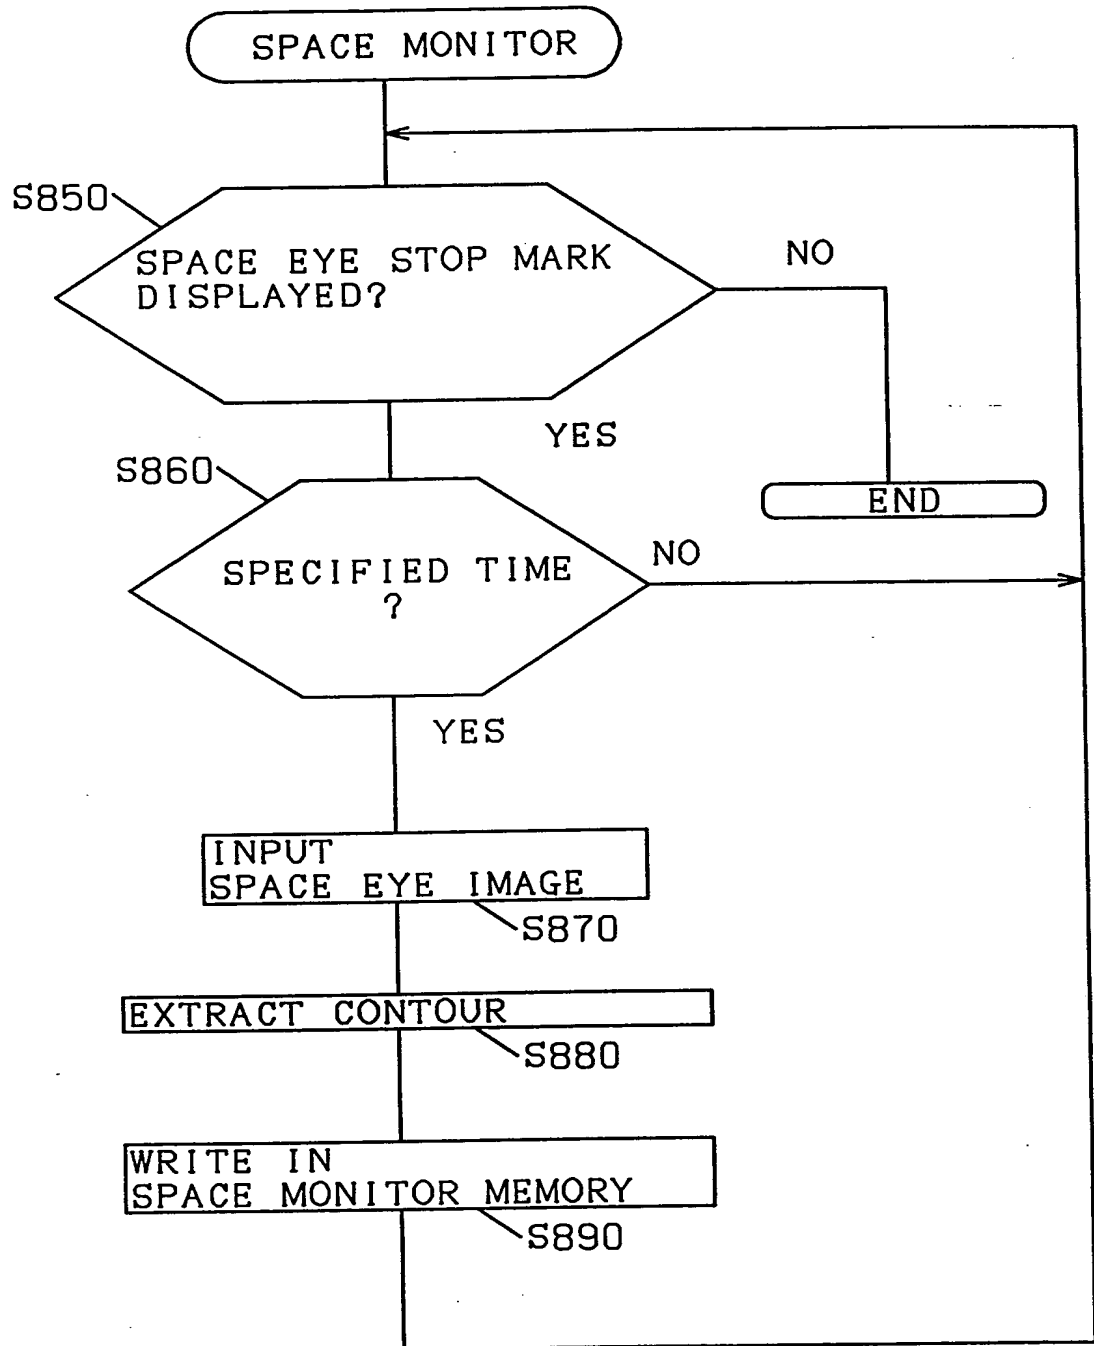 SPACE MONITOR
S850
SPACE EYE STOP MARK
DISPLAYED?
NO
YES
END
S860
SPECIFIED TIME
?
NO
YES
INPUT
SPACE EYE IMAGE
S870
EXTRACT CONTOUR
S880
WRITE IN
SPACE MONITOR MEMORY
S890